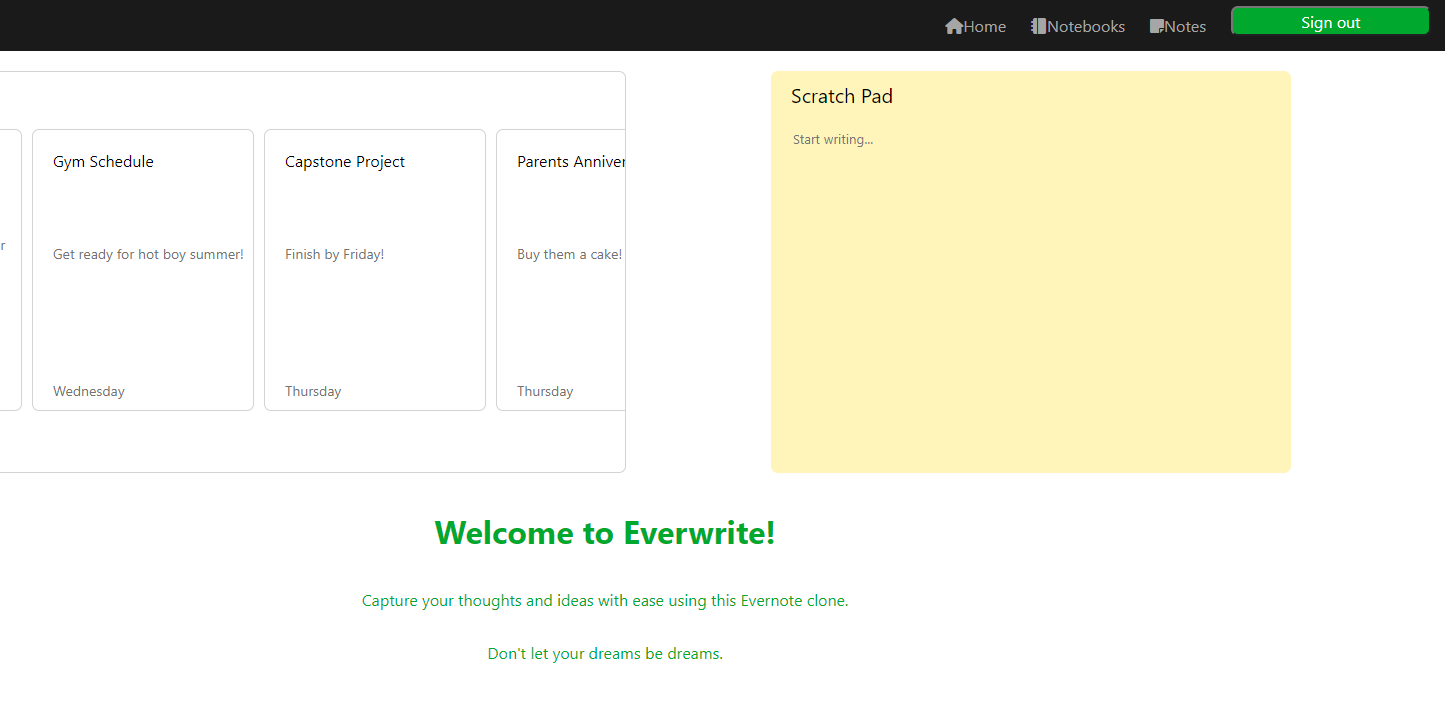 Home Notebooks Notes Sign out
Scratch Pad
Start writing...
Gym Schedule
Get ready for hot boy summer!
Wednesday
Capstone Project
Finish by Friday!
Thursday
Parents
Buy them a cake!
Thursday
Welcome to Everwrite!
Capture your thoughts and ideas with ease using this Evernote clone.
Don't let your dreams be dreams.